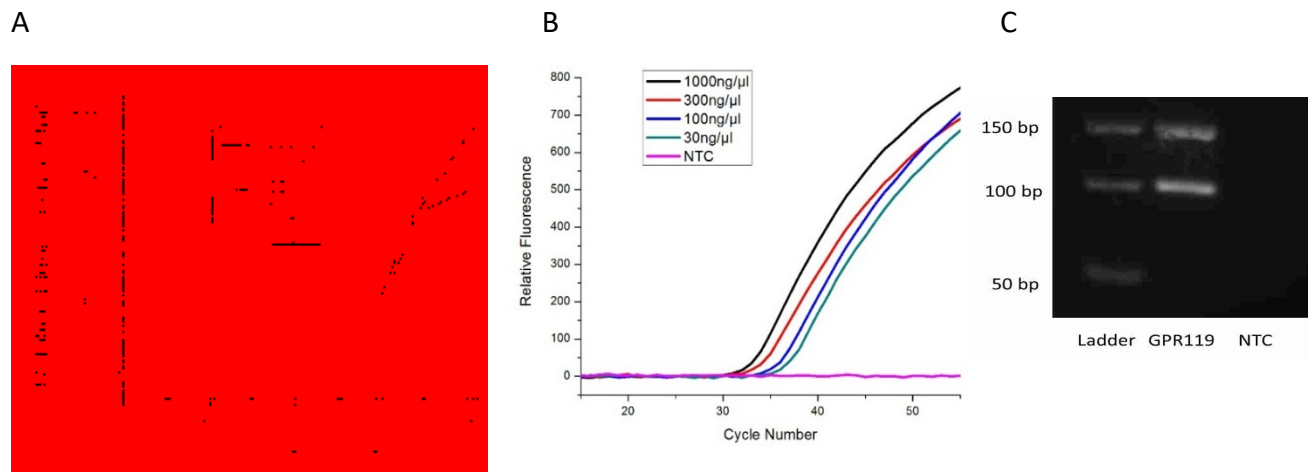 A
B
C
800
700
600
500
400
300
200
100
0
Relative Fluorescence
1000ng/µl
300ng/µl
100ng/µl
30ng/µl
NTC
20
30
40
50
Cycle Number
150 bp
100 bp
50 bp
Ladder GPR119 NTC